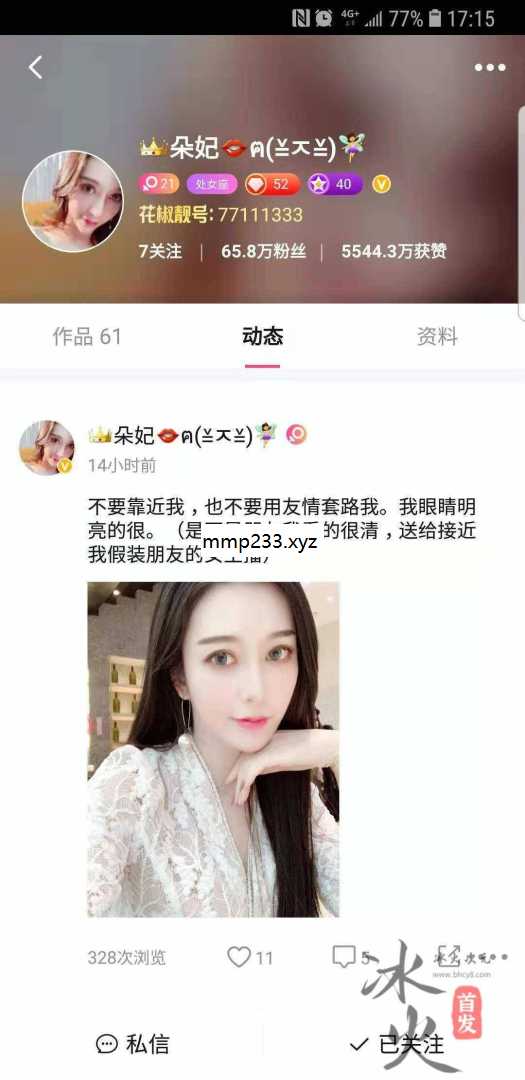 4G+ 77% 17:15
👑朵妃👄ฅ(≚ㅈ≚)🧚
21 处女座 52 40 V
花椒靓号:77111333
7关注 | 65.8万粉丝 | 5544.3万获赞
作品 61 动态 资料
👑朵妃👄ฅ(≚ㅈ≚)🧚
14小时前
不要靠近我，也不要用友情套路我。我眼睛明
亮的很。（是的很清，送给接近
mmp233.xyz
我假装朋友的
328次浏览 11 5
冰火次元
www.bhcy8.com
冰火
首发
私信 已关注